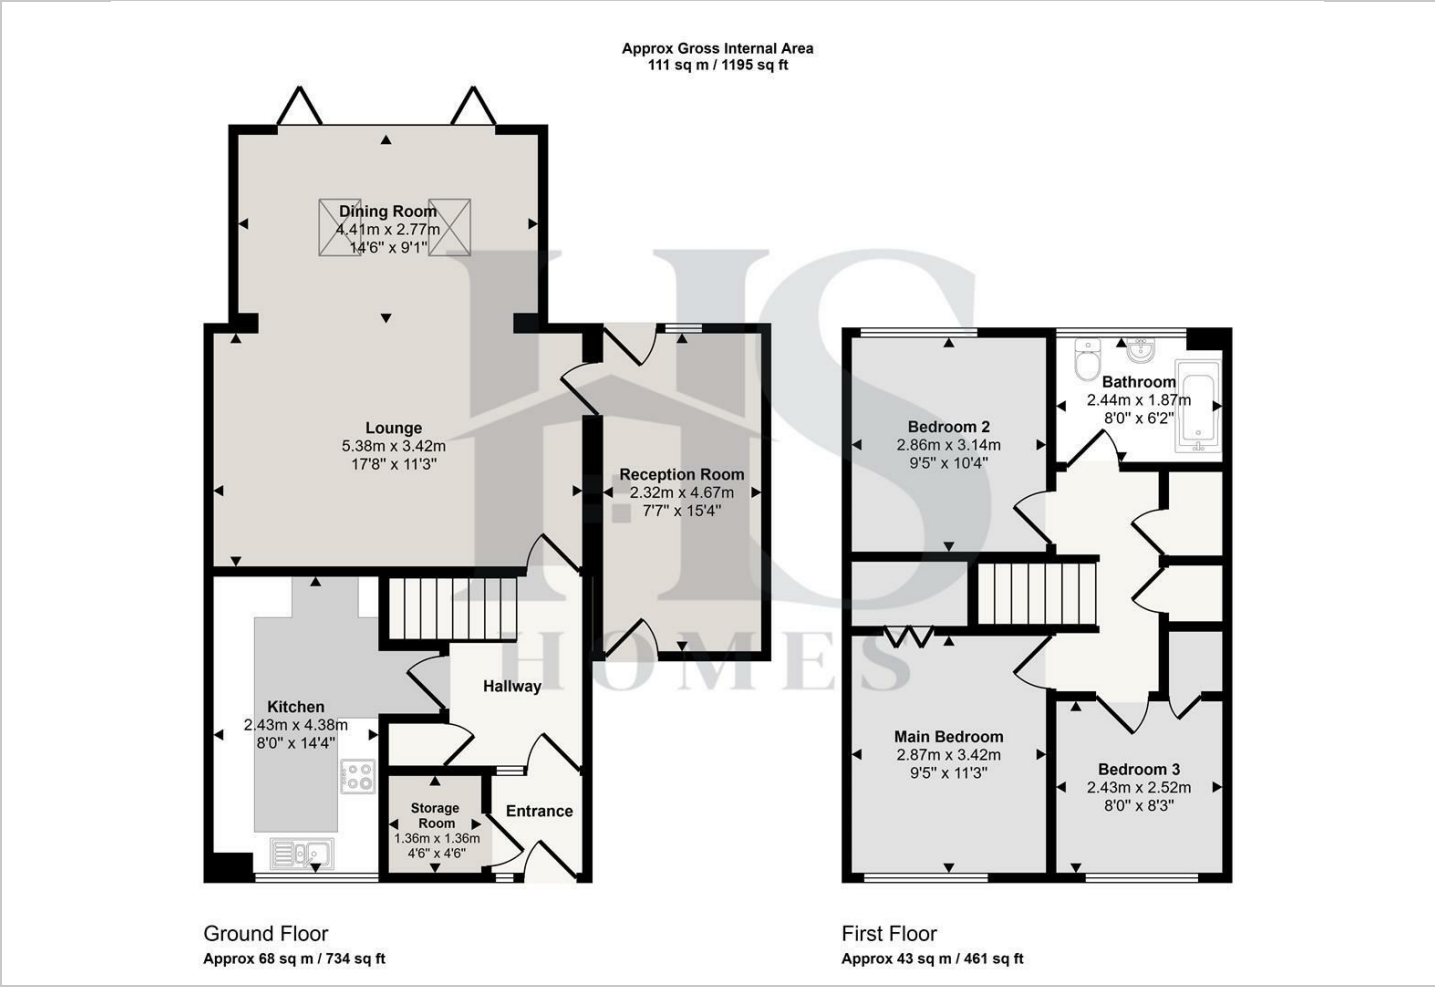 Approx Gross Internal Area
111 sq m / 1195 sq ft
Dining Room
4.41m x 2.77m
14'6" x 9'1"
Lounge
5.38m x 3.42m
17'8" x 11'3"
Reception Room
2.32m x 4.67m
7'7" x 15'4"
Kitchen
2.43m x 4.38m
8'0" x 14'4"
Hallway
Storage
Room
1.36m x 1.36m
4'6" x 4'6"
Entrance
Bedroom 2
2.86m x 3.14m
9'5" x 10'4"
Bathroom
2.44m x 1.87m
8'0" x 6'2"
Main Bedroom
2.87m x 3.42m
9'5" x 11'3"
Bedroom 3
2.43m x 2.52m
8'0" x 8'3"
HS
HOMES
Ground Floor
Approx 68 sq m / 734 sq ft
First Floor
Approx 43 sq m / 461 sq ft